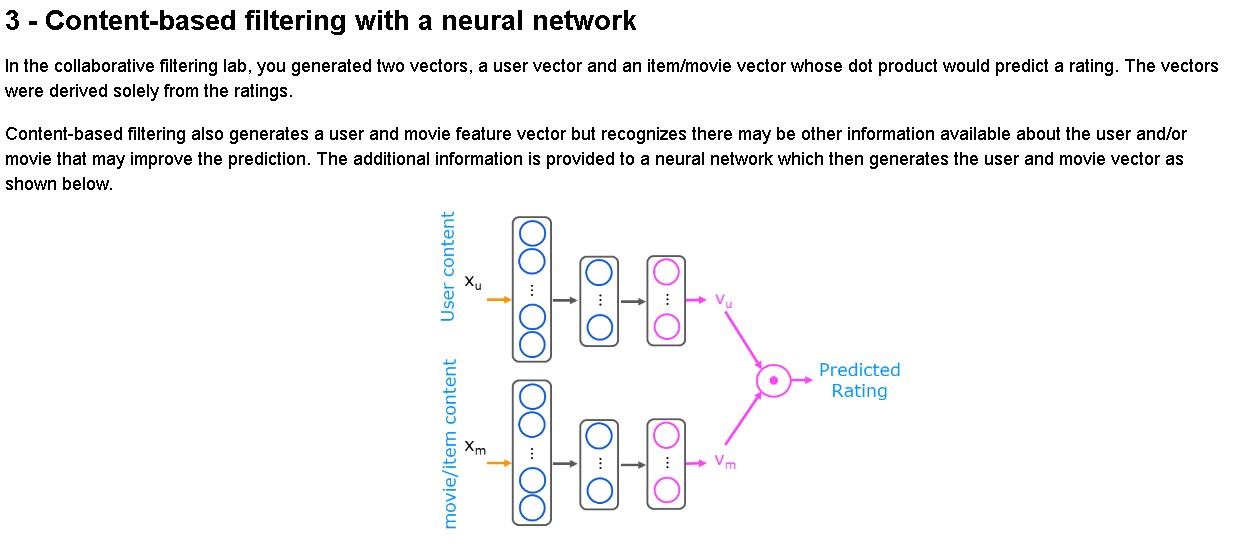 3 - Content-based filtering with a neural network
In the collaborative filtering lab, you generated two vectors, a user vector and an item/movie vector whose dot product would predict a rating. The vectors
were derived solely from the ratings.
Content-based filtering also generates a user and movie feature vector but recognizes there may be other information available about the user and/or
movie that may improve the prediction. The additional information is provided to a neural network which then generates the user and movie vector as
shown below.
User content
xu
vu
Predicted
Rating
movie/item content
xm
vm